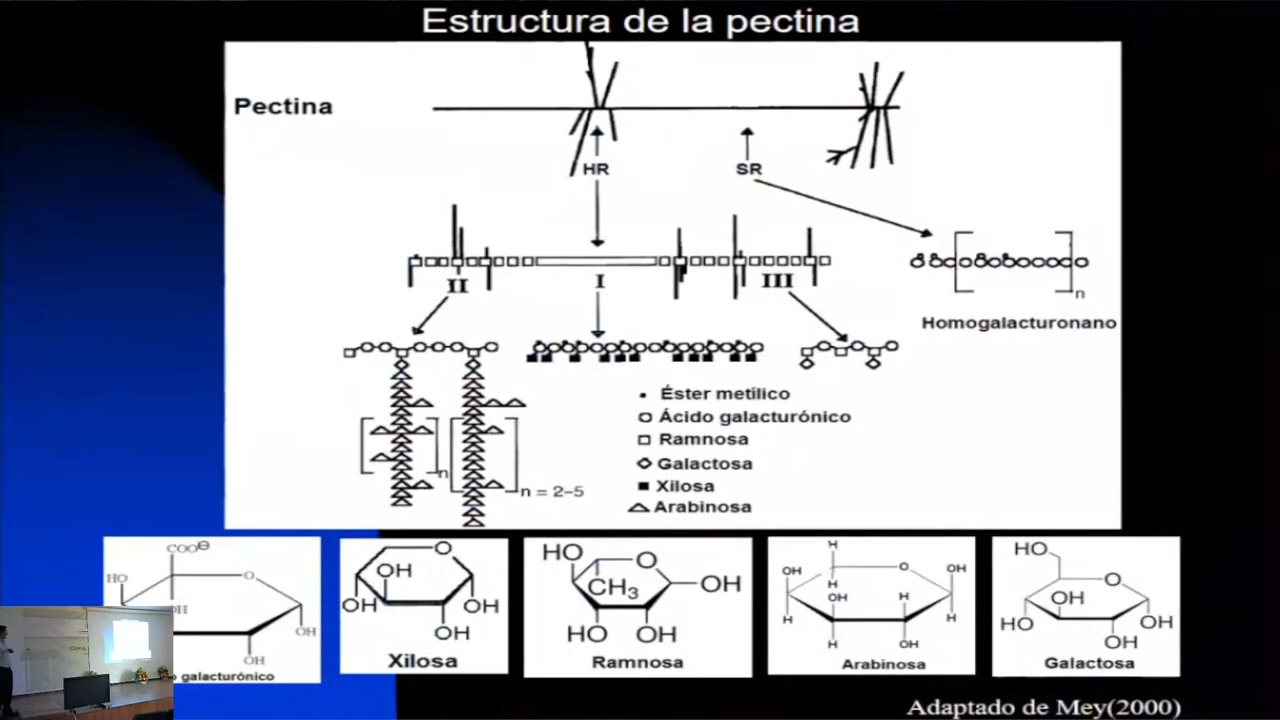 Estructura de la pectina
Pectina
HR
SR
II
I
III
n
Homogalacturonano
n
n = 2–5
Éster metílico
Ácido galacturónico
Ramnosa
Galactosa
Xilosa
Arabinosa
COO⊖
HO
O
OH
OH
OH
galacturónico
O
OH
OH
OH
OH
Xilosa
HO
O
CH3
OH
HO
OH
Ramnosa
H
OH
O
OH
H
OH
H
H
H
H
OH
Arabinosa
HO
O
OH
HO
OH
OH
Galactosa
Adaptado de Mey(2000)